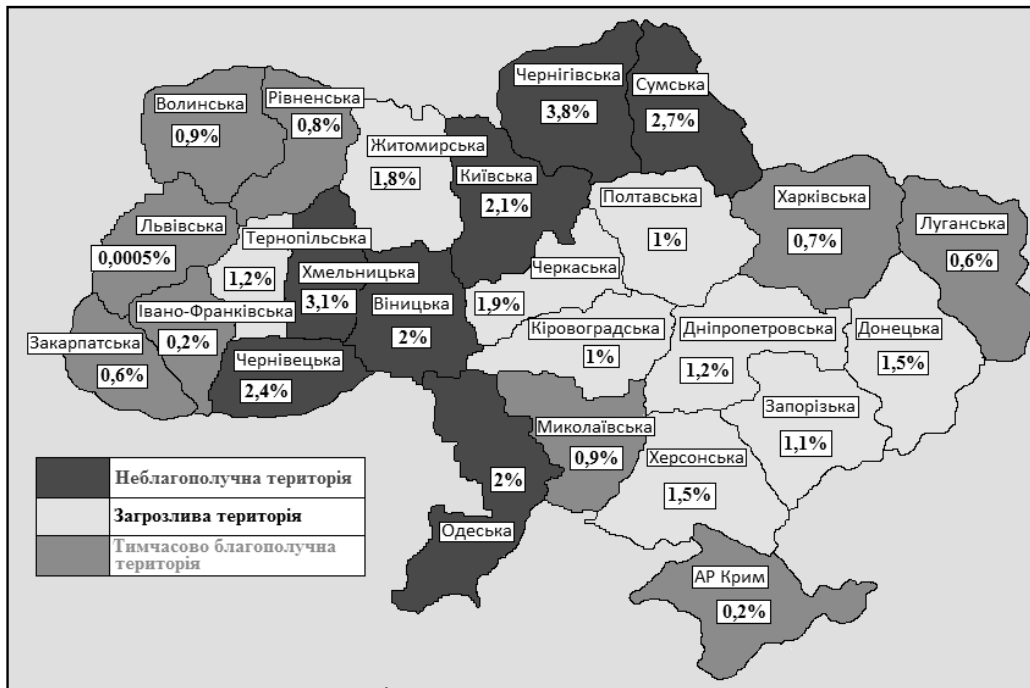 Чернігівська
3,8%
Сумська
2,7%
Волинська
0,9%
Рівненська
0,8%
Житомирська
1,8%
Київська
2,1%
Полтавська
1%
Харківська
0,7%
Луганська
0,6%
Львівська
0,0005%
Тернопільська
1,2%
Хмельницька
3,1%
Віницька
2%
Черкаська
1,9%
Івано-Франківська
0,2%
Закарпатська
0,6%
Чернівецька
2,4%
Кіровоградська
1%
Дніпропетровська
1,2%
Донецька
1,5%
Запорізька
1,1%
Миколаївська
0,9%
Херсонська
1,5%
2%
Одеська
АР Крим
0,2%
Неблагополучна територія
Загрозлива територія
Тимчасово благополучна
територія